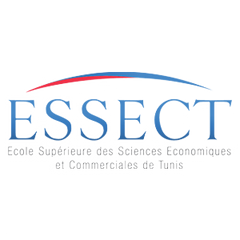 ESSECT
Ecole Supérieure des Sciences Economiques
et Commerciales de Tunis